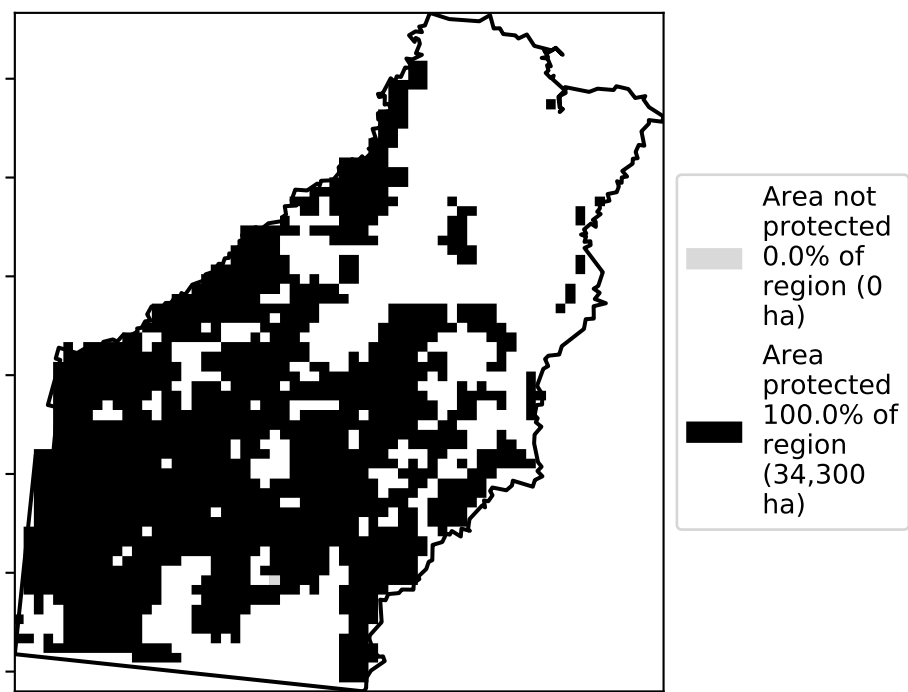 Area not
protected
0.0% of
region (0
ha)
Area
protected
100.0% of
region
(34,300
ha)